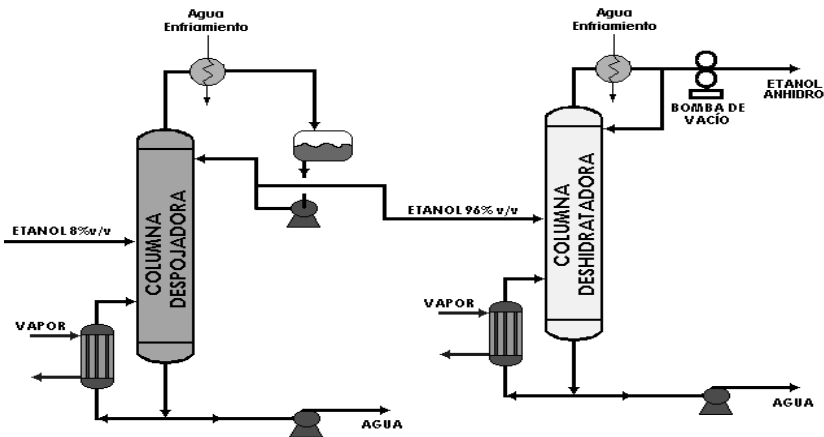 Agua
Enfriamiento
Agua
Enfriamiento
ETANOL
ANHIDRO
BOMBA DE
VACÍO
ETANOL 8%v/v
COLUMNA
DESPOJADORA
ETANOL 96% v/v
COLUMNA
DESHIDRATADORA
VAPOR
VAPOR
AGUA
AGUA